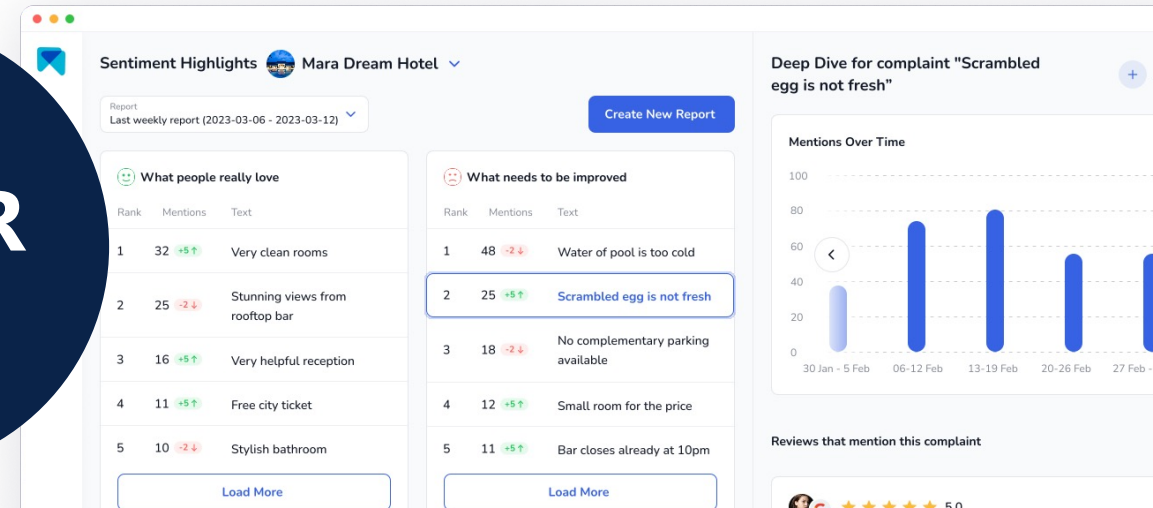 R
Sentiment Highlights Mara Dream Hotel
Report
Last weekly report (2023-03-06 - 2023-03-12)
Create New Report
What people really love
Rank Mentions Text
1 32 +5↑ Very clean rooms
2 25 -2↓ Stunning views from
rooftop bar
3 16 +5↑ Very helpful reception
4 11 +5↑ Free city ticket
5 10 -2↓ Stylish bathroom
Load More
What needs to be improved
Rank Mentions Text
1 48 -2↓ Water of pool is too cold
2 25 +5↑ Scrambled egg is not fresh
3 18 -2↓ No complementary parking
available
4 12 +5↑ Small room for the price
5 11 +5↑ Bar closes already at 10pm
Load More
Deep Dive for complaint "Scrambled
egg is not fresh”
+
Mentions Over Time
100
80
60
40
20
0
30 Jan - 5 Feb 06-12 Feb 13-19 Feb 20-26 Feb 27 Feb -
Reviews that mention this complaint
5.0